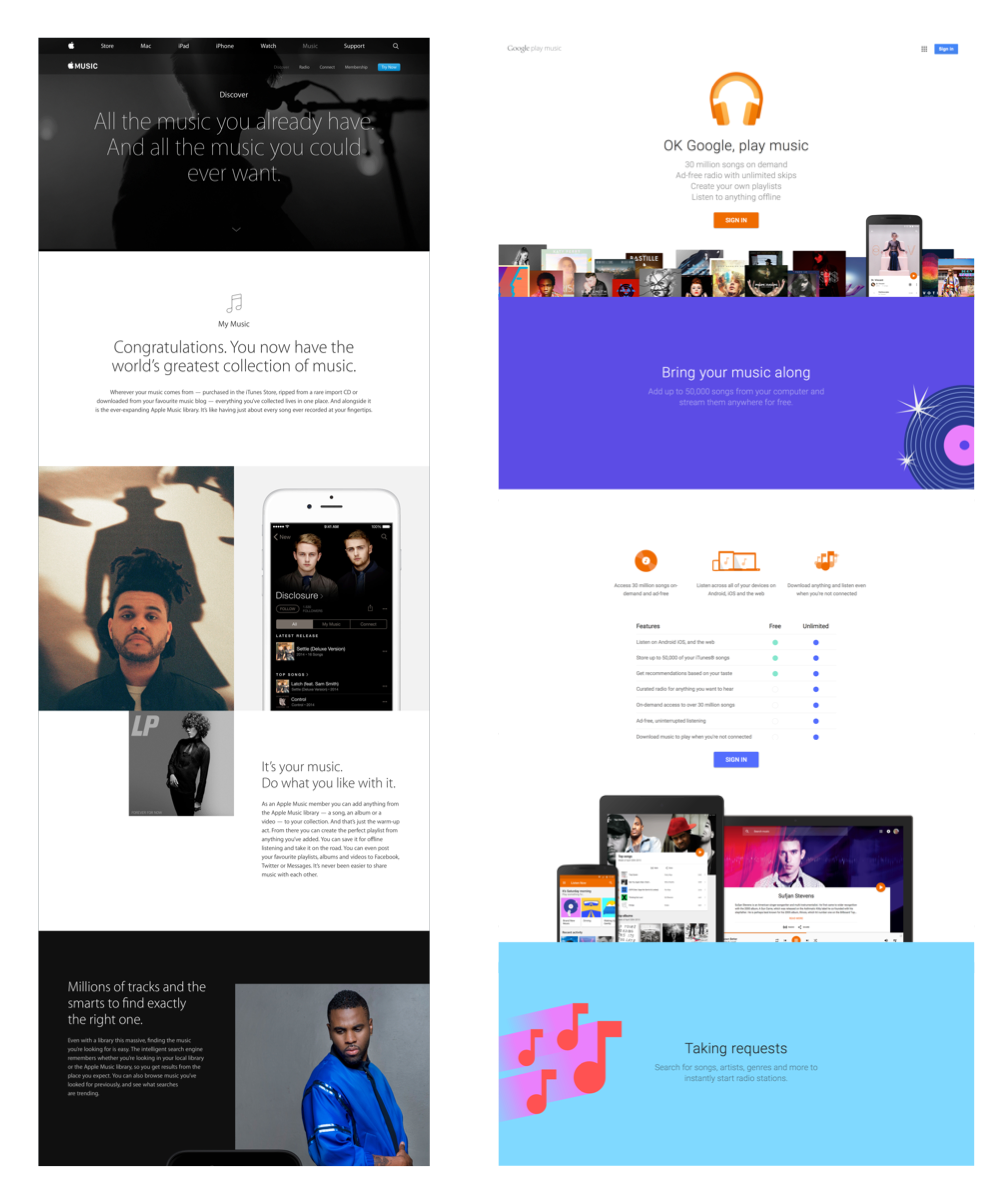 Store Mac iPad iPhone Watch Music Support
MUSIC
Discover Radio Connect Membership Try Now
Discover
All the music you already have.
And all the music you could
ever want.
My Music
Congratulations. You now have the
world's greatest collection of music.
Wherever your music comes from — purchased in the iTunes Store, ripped from a rare import CD or
downloaded from your favourite music blog — everything you've collected lives in one place. And alongside it
is the ever-expanding Apple Music library. It's like having just about every song ever recorded at your fingertips.
9:41 AM 100%
New
Disclosure
FOLLOW
FOLLOWERS
All My Music Connect
LATEST RELEASE
Settle (Deluxe Version)
2014 • 18 Songs
TOP SONGS
Latch (feat. Sam Smith)
Settle (Deluxe Version) • 2014
Control
Control • 2014
LP
It's your music.
Do what you like with it.
As an Apple Music member you can add anything from
the Apple Music library — a song, an album or a
video — to your collection. And that's just the warm-up
act. From there you can create the perfect playlist from
anything you've added. You can save it for offline
listening and take it on the road. You can even post
your favourite playlists, albums and videos to Facebook,
Twitter or Messages. It's never been easier to share
music with each other.
Millions of tracks and the
smarts to find exactly
the right one.
Even with a library this massive, finding the music
you're looking for is easy. The intelligent search engine
remembers whether you're looking in your local library
or the Apple Music library, so you get results from the
place you expect. You can also browse music you've
looked for previously, and see what searches
are trending.
Google play music
Sign in
OK Google, play music
30 million songs on demand
Ad-free radio with unlimited skips
Create your own playlists
Listen to anything offline
SIGN IN
BASTILLE
Bring your music along
Add up to 50,000 songs from your computer and
stream them anywhere for free.
Access 30 million songs on-
demand and ad-free
Listen across all of your devices on
Android, iOS and the web
Download anything and listen even
when you're not connected
Features Free Unlimited
Listen on Android iOS, and the web
Store up to 50,000 of your iTunes® songs
Get recommendations based on your taste
Curated radio for anything you want to hear
On-demand access to over 30 million songs
Ad-free, uninterrupted listening
Download music to play when you're not connected
SIGN IN
Top songs
Listen Now
It's Saturday morning
Recent activity
Search music
Sufjan Stevens
Taking requests
Search for songs, artists, genres and more to
instantly start radio stations.